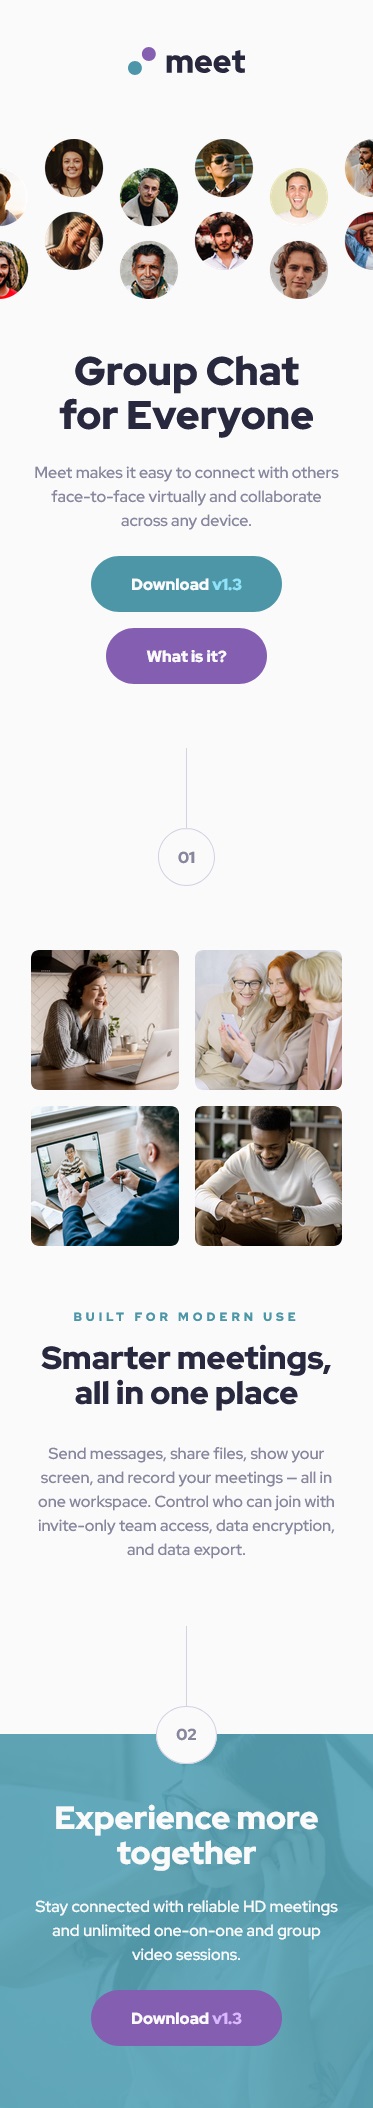 meet
Group Chat
for Everyone
Meet makes it easy to connect with others
face-to-face virtually and collaborate
across any device.
Download v1.3
What is it?
01
BUILT FOR MODERN USE
Smarter meetings,
all in one place
Send messages, share files, show your
screen, and record your meetings — all in
one workspace. Control who can join with
invite-only team access, data encryption,
and data export.
02
Experience more
together
Stay connected with reliable HD meetings
and unlimited one-on-one and group
video sessions.
Download v1.3